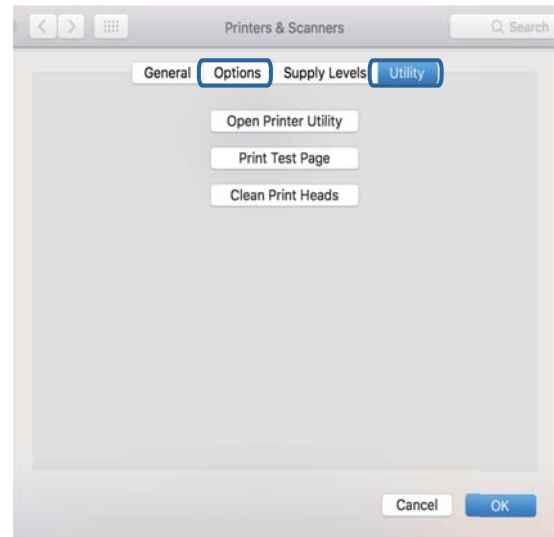 Printers & Scanners Search
General Options Supply Levels Utility
Open Printer Utility
Print Test Page
Clean Print Heads
Cancel OK